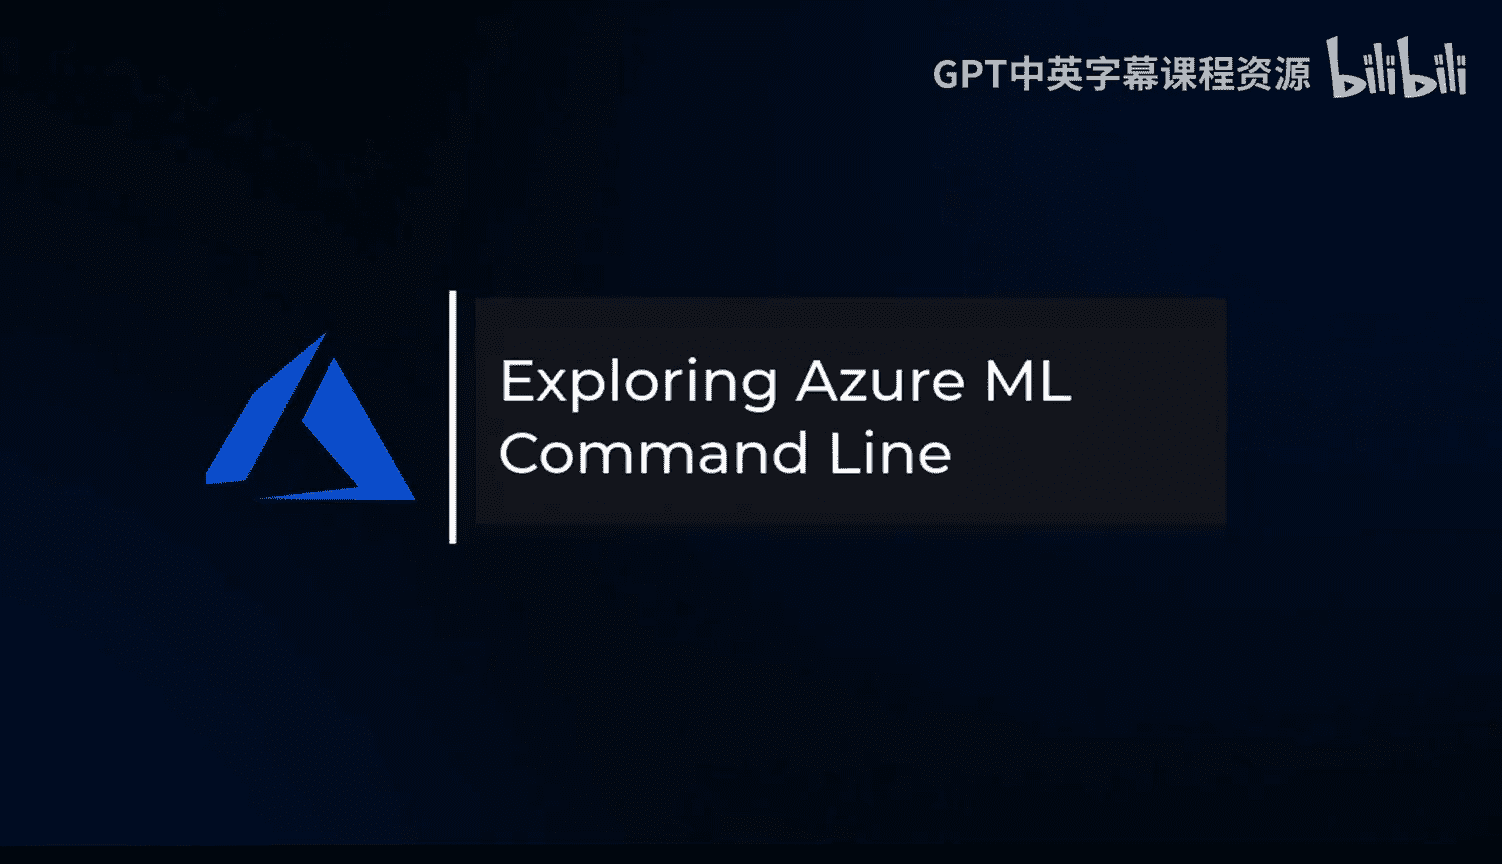 GPT中英字幕课程资源 bilibili
Exploring Azure ML
Command Line